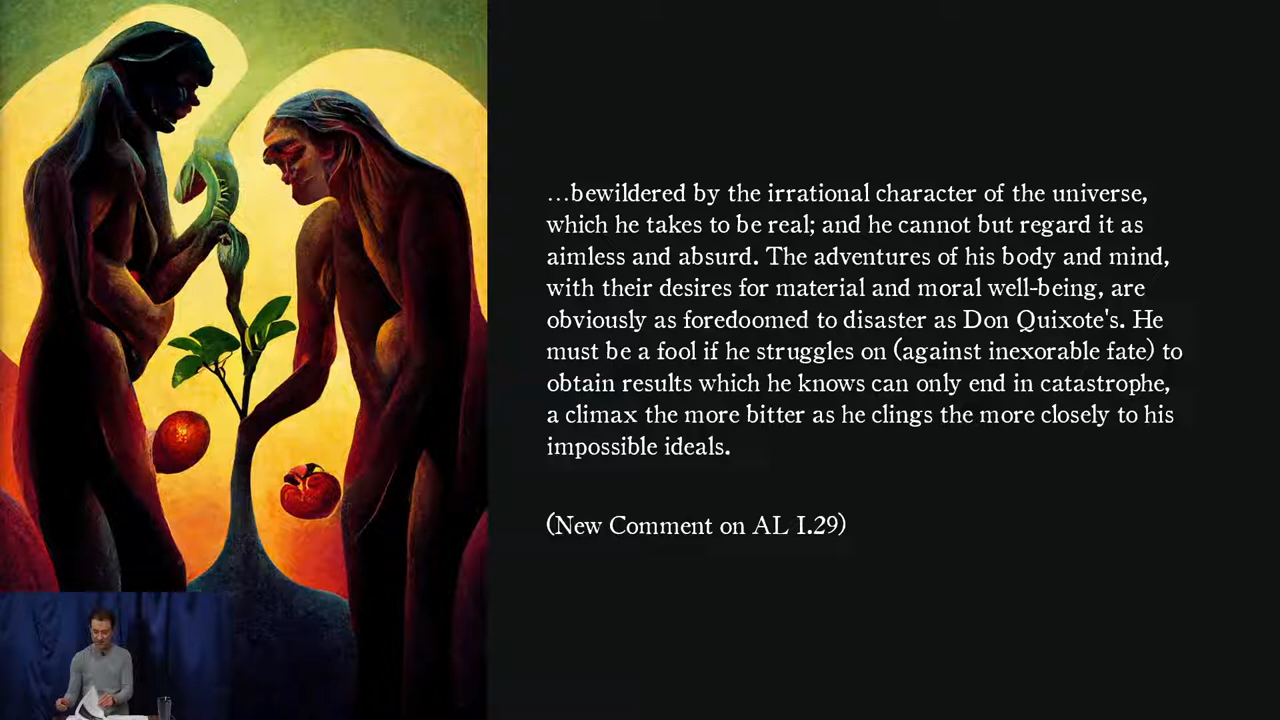 …bewildered by the irrational character of the universe,
which he takes to be real; and he cannot but regard it as
aimless and absurd. The adventures of his body and mind,
with their desires for material and moral well-being, are
obviously as foredoomed to disaster as Don Quixote's. He
must be a fool if he struggles on (against inexorable fate) to
obtain results which he knows can only end in catastrophe,
a climax the more bitter as he clings the more closely to his
impossible ideals.
(New Comment on AL I.29)